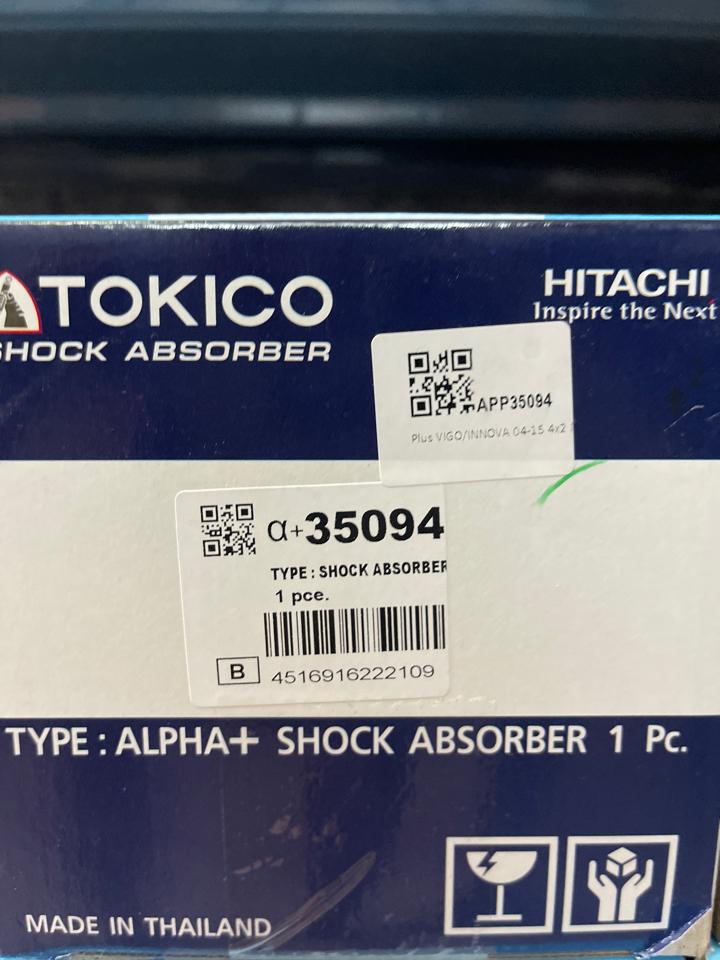 TOKICO
SHOCK ABSORBER
HITACHI
Inspire the Next
APP35094
Plus VIGO/INNOVA 04-15 4x2
α+35094
TYPE : SHOCK ABSORBER
1 pce.
B
4516916222109
TYPE : ALPHA+ SHOCK ABSORBER 1 Pc.
MADE IN THAILAND